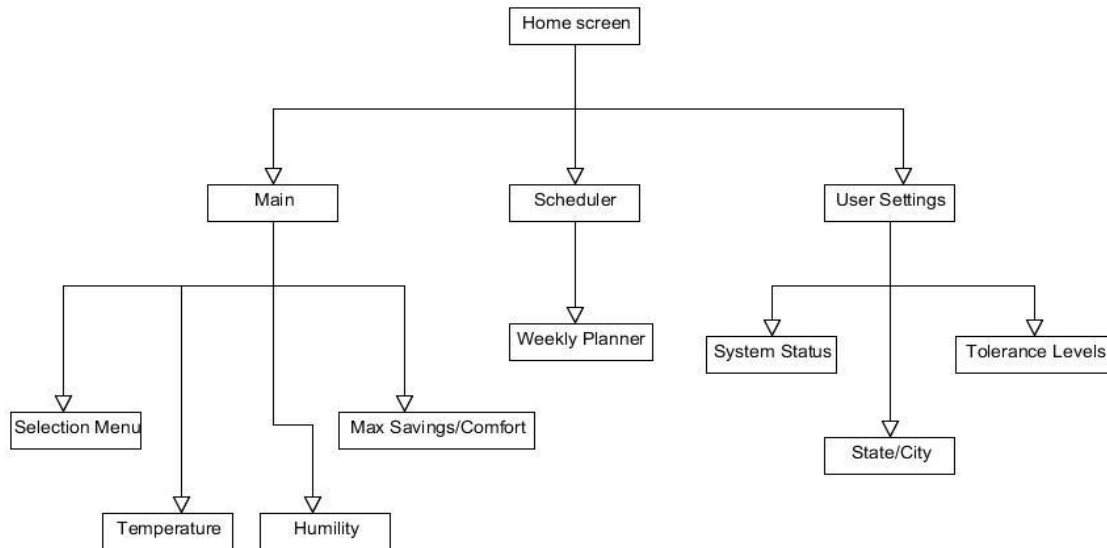 Home screen
Main
Scheduler
User Settings
Weekly Planner
System Status
Tolerance Levels
Selection Menu
Max Savings/Comfort
State/City
Temperature
Humility